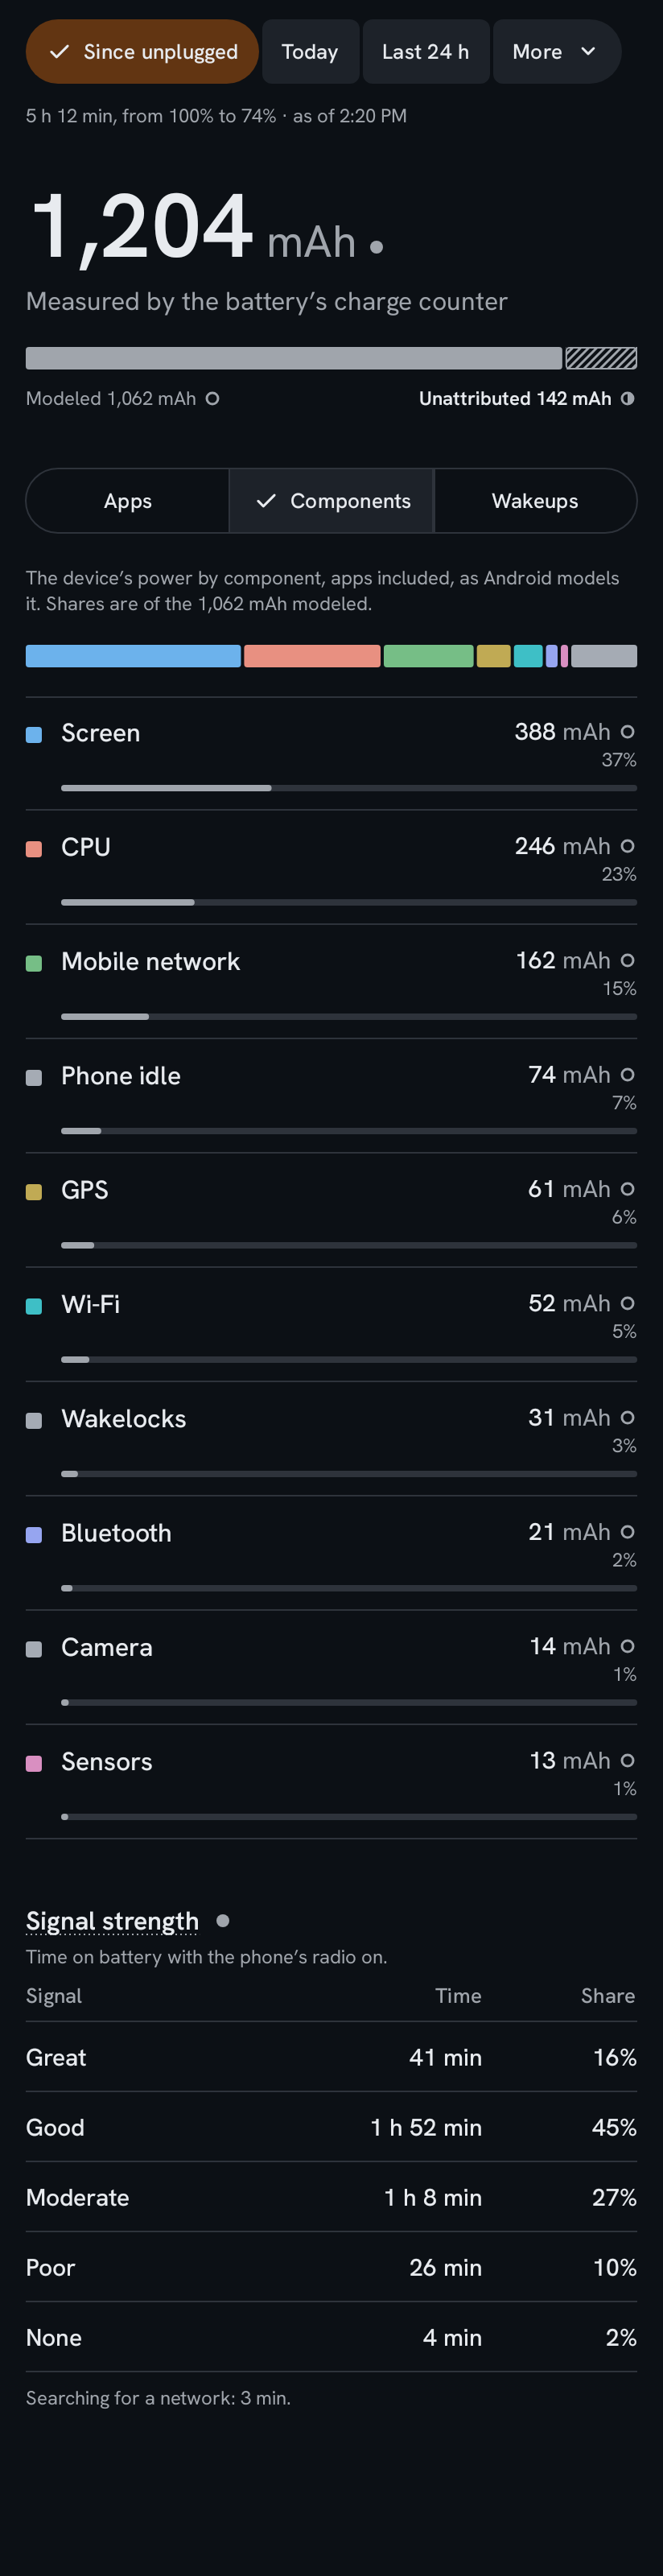 Since unplugged
Today
Last 24 h
More
5 h 12 min, from 100% to 74% · as of 2:20 PM
1,204 mAh
Measured by the battery’s charge counter
Modeled 1,062 mAh
Unattributed 142 mAh
Apps
Components
Wakeups
The device’s power by component, apps included, as Android models
it. Shares are of the 1,062 mAh modeled.
Screen 388 mAh
37%
CPU 246 mAh
23%
Mobile network 162 mAh
15%
Phone idle 74 mAh
7%
GPS 61 mAh
6%
Wi-Fi 52 mAh
5%
Wakelocks 31 mAh
3%
Bluetooth 21 mAh
2%
Camera 14 mAh
1%
Sensors 13 mAh
1%
Signal strength
Time on battery with the phone’s radio on.
Signal Time Share
Great 41 min 16%
Good 1 h 52 min 45%
Moderate 1 h 8 min 27%
Poor 26 min 10%
None 4 min 2%
Searching for a network: 3 min.